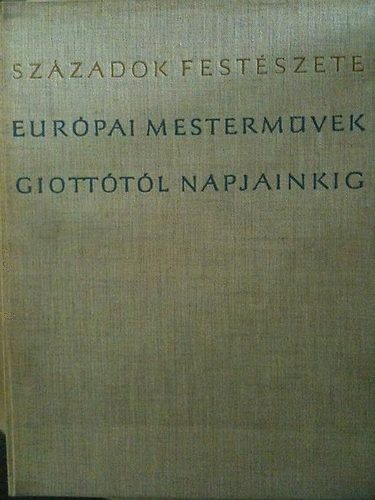 SZÁZADOK FESTÉSZETE
EURÓPAI MESTERMŰVEK
GIOTTÓTÓL NAPJAINKIG